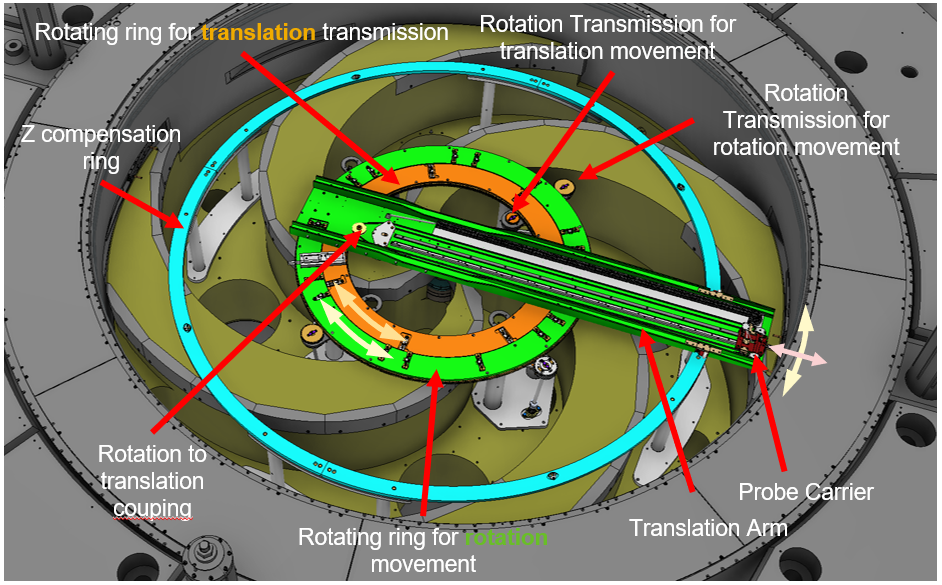 Rotating ring for translation transmission
Rotation Transmission for
translation movement
Rotation
Transmission for
rotation movement
Z compensation
ring
Rotation to
translation
couping
Rotating ring for rotation
movement
Translation Arm
Probe Carrier